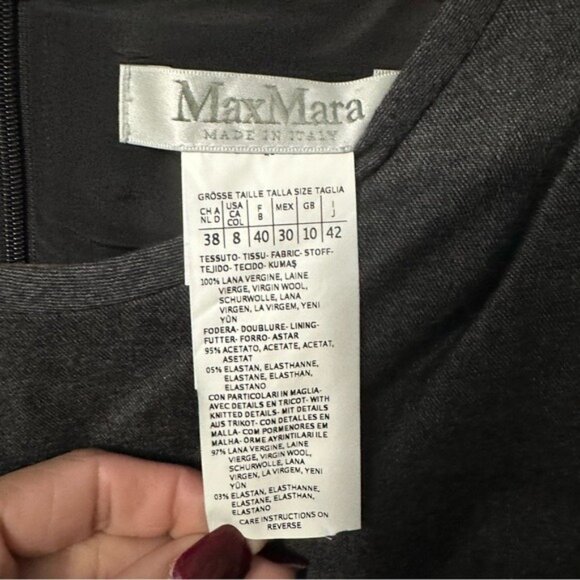 MaxMara
MADE IN ITALY
GRÖSSE TAILLE TALLA SIZE TAGLIA
CH A USA F MEX GB I
NL D CA B J
COL
38 8 40 30 10 42
TESSUTO- TISSU- FABRIC- STOFF-
TEJIDO- TECIDO- KUMAŞ
100% LANA VERGINE, LAINE
VIERGE, VIRGIN WOOL,
SCHURWOLLE, LANA
VIRGEN, LA VIRGEM, YENI
YÜN
FODERA- DOUBLURE- LINING-
FUTTER- FORRO- ASTAR
95% ACETATO, ACETATE, ACETAT,
ASETAT
05% ELASTAN, ELASTHANNE,
ELASTANE, ELASTHAN,
ELASTANO
CON PARTICOLARI IN MAGLIA-
AVEC DETAILS EN TRICOT- WITH
KNITTED DETAILS- MIT DETAILS
AUS TRIKOT- CON DETALLES EN
MALLA- COM PORMENORES EM
MALHA- ÖRME AYRINTILARI ILE
97% LANA VERGINE, LAINE
VIERGE, VIRGIN WOOL,
SCHURWOLLE, LANA
VIRGEN, LA VIRGEM, YENI
YÜN
03% ELASTAN, ELASTHANNE,
ELASTANE, ELASTHAN,
ELASTANO
CARE INSTRUCTIONS ON
REVERSE